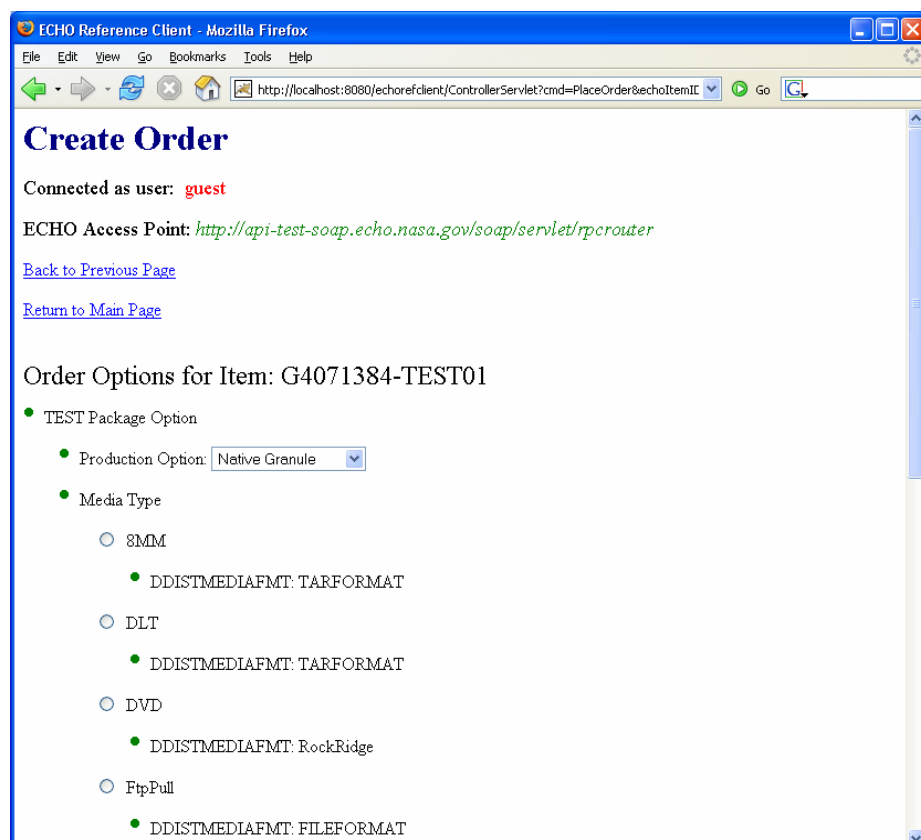 ECHO Reference Client - Mozilla Firefox
File Edit View Go Bookmarks Tools Help
http://localhost:8080/echorefclient/ControllerServlet?cmd=PlaceOrder&echoItemID Go G
Create Order
Connected as user: guest
ECHO Access Point: http://api-test-soap.echo.nasa.gov/soap/servlet/rpcrouter
Back to Previous Page
Return to Main Page
Order Options for Item: G4071384-TEST01
TEST Package Option
Production Option: Native Granule
Media Type
8MM
DDISTMEDIAFMT: TARFORMAT
DLT
DDISTMEDIAFMT: TARFORMAT
DVD
DDISTMEDIAFMT: RockRidge
FtpPull
DDISTMEDIAFMT: FILEFORMAT